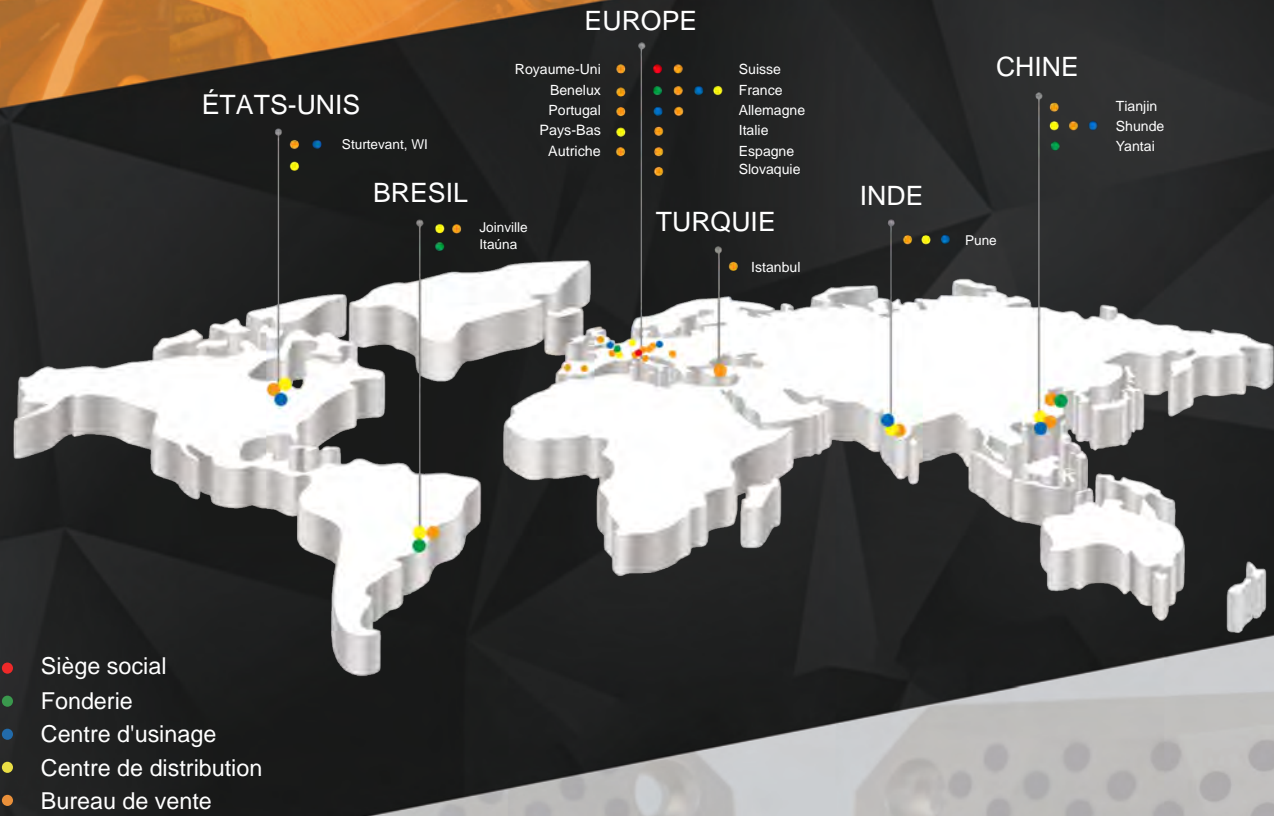 EUROPE
Royaume-Uni
Benelux
Portugal
Pays-Bas
Autriche
Suisse
France
Allemagne
Italie
Espagne
Slovaquie
CHINE
Tianjin
Shunde
Yantai
ÉTATS-UNIS
Sturtevant, WI
BRESIL
Joinville
Itaúna
TURQUIE
Istanbul
INDE
Pune
Siège social
Fonderie
Centre d'usinage
Centre de distribution
Bureau de vente